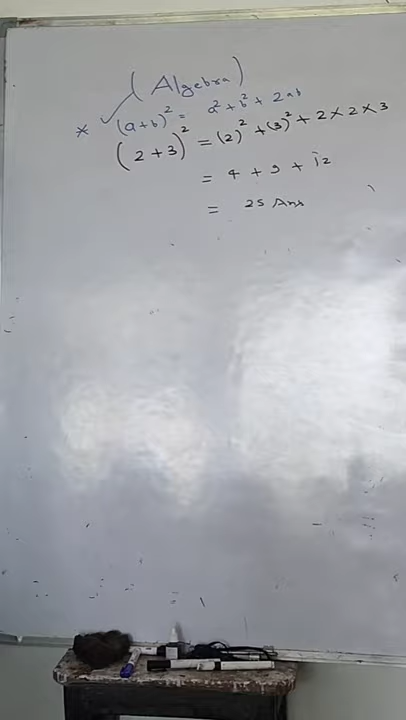 (Algebra)
* ✓ (a+b)² = a² + b² + 2ab
(2+3)² = (2)² + (3)² + 2×2×3
= 4 + 9 + 12
= 25 Ans